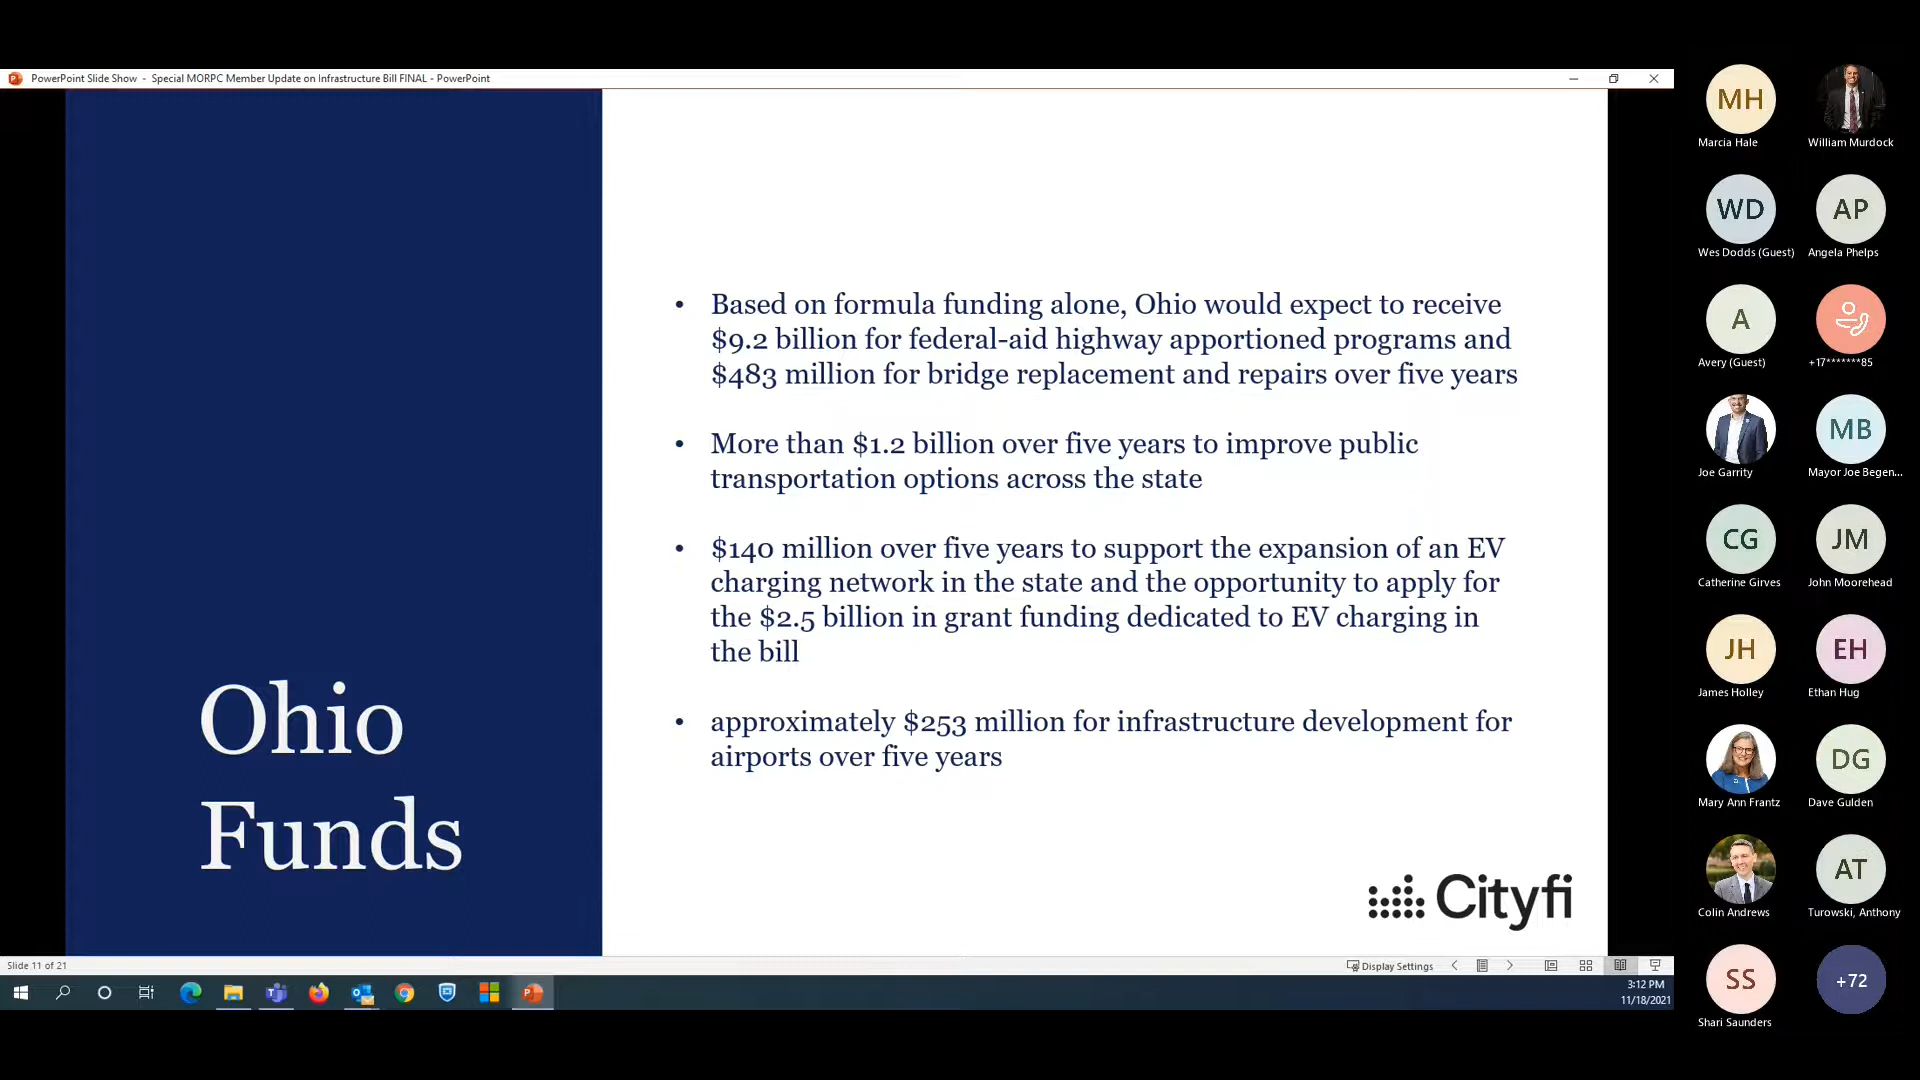 PowerPoint Slide Show - Special MORPC Member Update on Infrastructure Bill FINAL - PowerPoint
Ohio
Funds
• Based on formula funding alone, Ohio would expect to receive
$9.2 billion for federal-aid highway apportioned programs and
$483 million for bridge replacement and repairs over five years
• More than $1.2 billion over five years to improve public
transportation options across the state
• $140 million over five years to support the expansion of an EV
charging network in the state and the opportunity to apply for
the $2.5 billion in grant funding dedicated to EV charging in
the bill
• approximately $253 million for infrastructure development for
airports over five years
Cityfi
Slide 11 of 21
Display Settings
3:12 PM
11/18/2021
MH
Marcia Hale
William Murdock
WD
Wes Dodds (Guest)
AP
Angela Phelps
A
Avery (Guest)
+17*******85
Joe Garrity
MB
Mayor Joe Begen...
CG
Catherine Girves
JM
John Moorehead
JH
James Holley
EH
Ethan Hug
Mary Ann Frantz
DG
Dave Gulden
Colin Andrews
AT
Turowski, Anthony
SS
Shari Saunders
+72